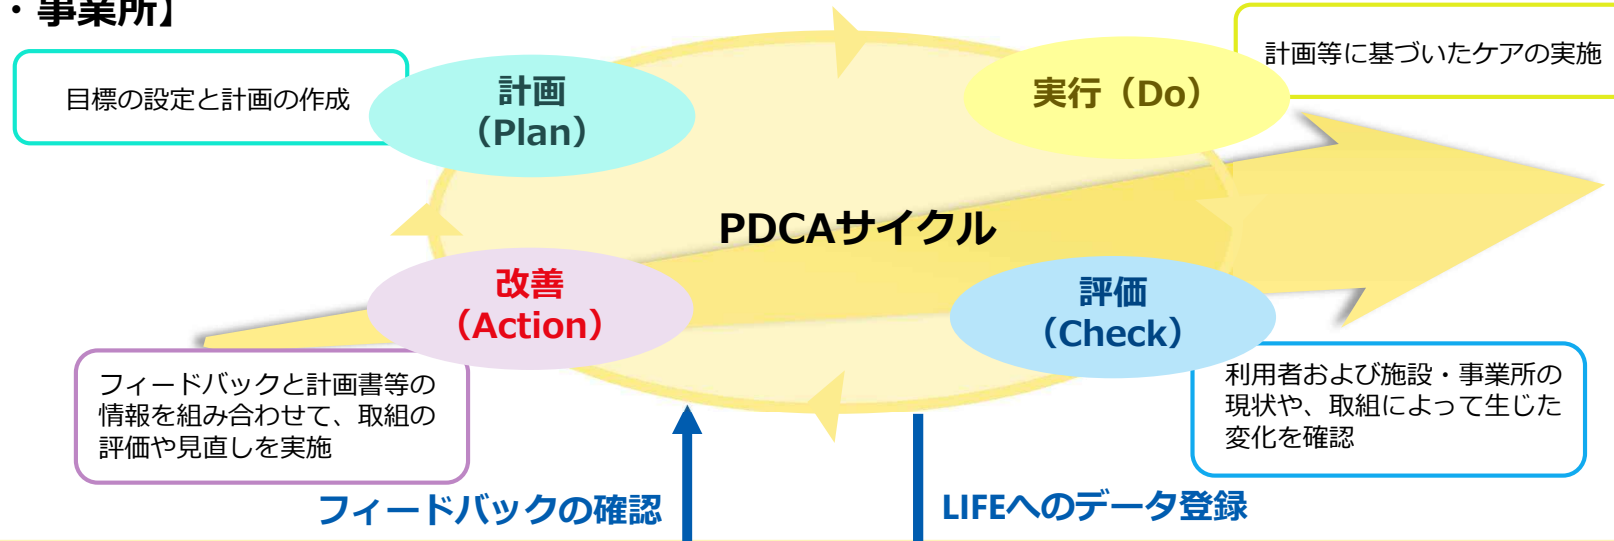 ・事業所】
目標の設定と計画の作成
計画
（Plan）
実行（Do）
計画等に基づいたケアの実施
PDCAサイクル
改善
（Action）
評価
（Check）
フィードバックと計画書等の
情報を組み合わせて、取組の
評価や見直しを実施
利用者および施設・事業所の
現状や、取組によって生じた
変化を確認
フィードバックの確認
LIFEへのデータ登録